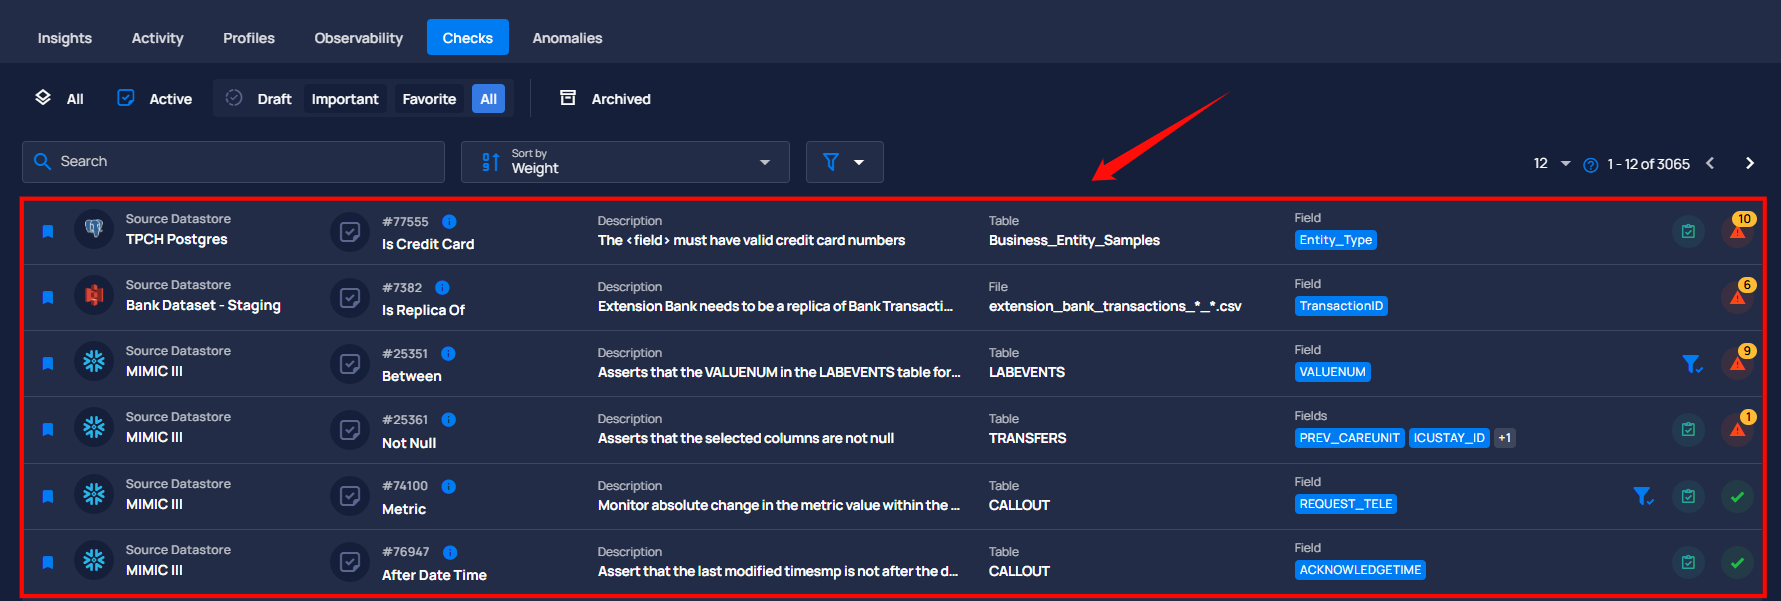 Insights Activity Profiles Observability Checks Anomalies
All Active Draft Important Favorite All Archived
Search
Sort by
Weight
12 1 - 12 of 3065
Source Datastore
TPCH Postgres
#77555
Is Credit Card
Description
The <field> must have valid credit card numbers
Table
Business_Entity_Samples
Field
Entity_Type
10
Source Datastore
Bank Dataset - Staging
#7382
Is Replica Of
Description
Extension Bank needs to be a replica of Bank Transacti...
File
extension_bank_transactions_*_*.csv
Field
TransactionID
6
Source Datastore
MIMIC III
#25351
Between
Description
Asserts that the VALUENUM in the LABEVENTS table for...
Table
LABEVENTS
Field
VALUENUM
9
Source Datastore
MIMIC III
#25361
Not Null
Description
Asserts that the selected columns are not null
Table
TRANSFERS
Fields
PREV_CAREUNIT ICUSTAY_ID +1
1
Source Datastore
MIMIC III
#74100
Metric
Description
Monitor absolute change in the metric value within the ...
Table
CALLOUT
Field
REQUEST_TELE
Source Datastore
MIMIC III
#76947
After Date Time
Description
Assert that the last modified timesmp is not after the d...
Table
CALLOUT
Field
ACKNOWLEDGETIME